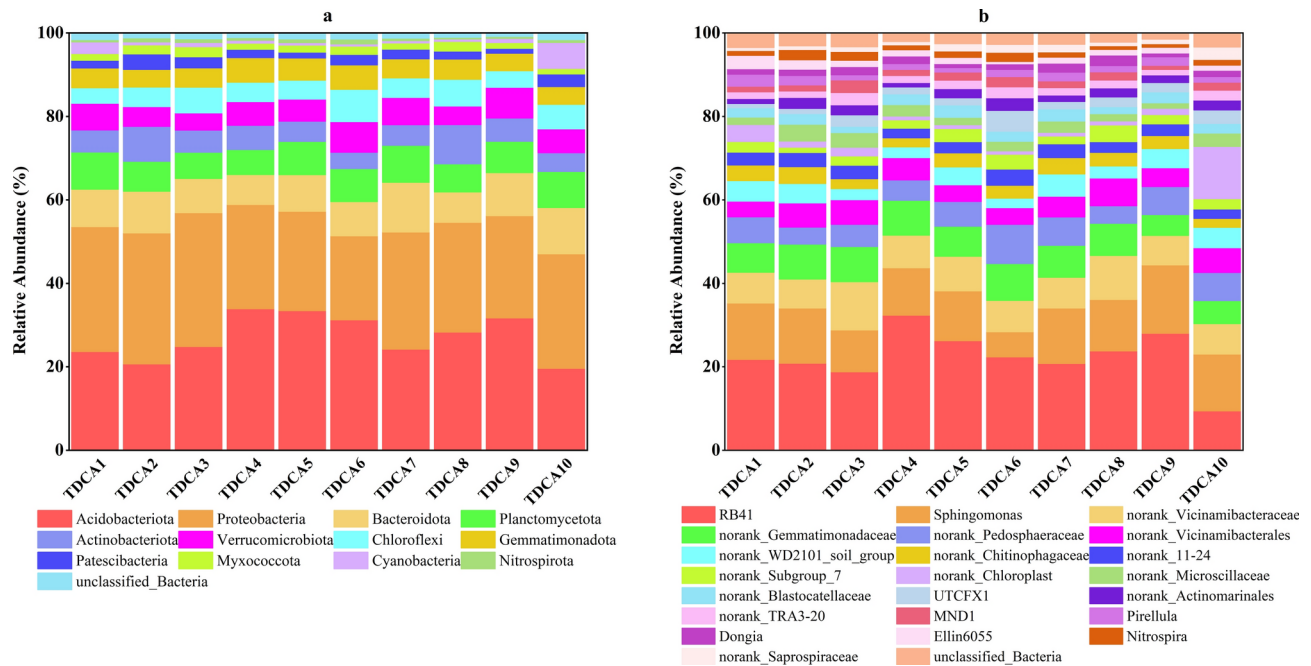 a
Relative Abundance (%)
100
80
60
40
20
0
TDCA1 TDCA2 TDCA3 TDCA4 TDCA5 TDCA6 TDCA7 TDCA8 TDCA9 TDCA10
Acidobacteriota Proteobacteria Bacteroidota Planctomycetota
Actinobacteriota Verrucomicrobiota Chloroflexi Gemmatimonadota
Patescibacteria Myxococcota Cyanobacteria Nitrospirota
unclassified_Bacteria
b
Relative Abundance (%)
100
80
60
40
20
0
TDCA1 TDCA2 TDCA3 TDCA4 TDCA5 TDCA6 TDCA7 TDCA8 TDCA9 TDCA10
RB41 Sphingomonas norank_Vicinamibacteraceae
norank_Gemmatimonadaceae norank_Pedosphaeraceae norank_Vicinamibacterales
norank_WD2101_soil_group norank_Chitinophagaceae norank_11-24
norank_Subgroup_7 norank_Chloroplast norank_Microscillaceae
norank_Blastocatellaceae UTCFX1 norank_Actinomarinales
norank_TRA3-20 MND1 Pirellula
Dongia Ellin6055 Nitrospira
norank_Saprospiraceae unclassified_Bacteria